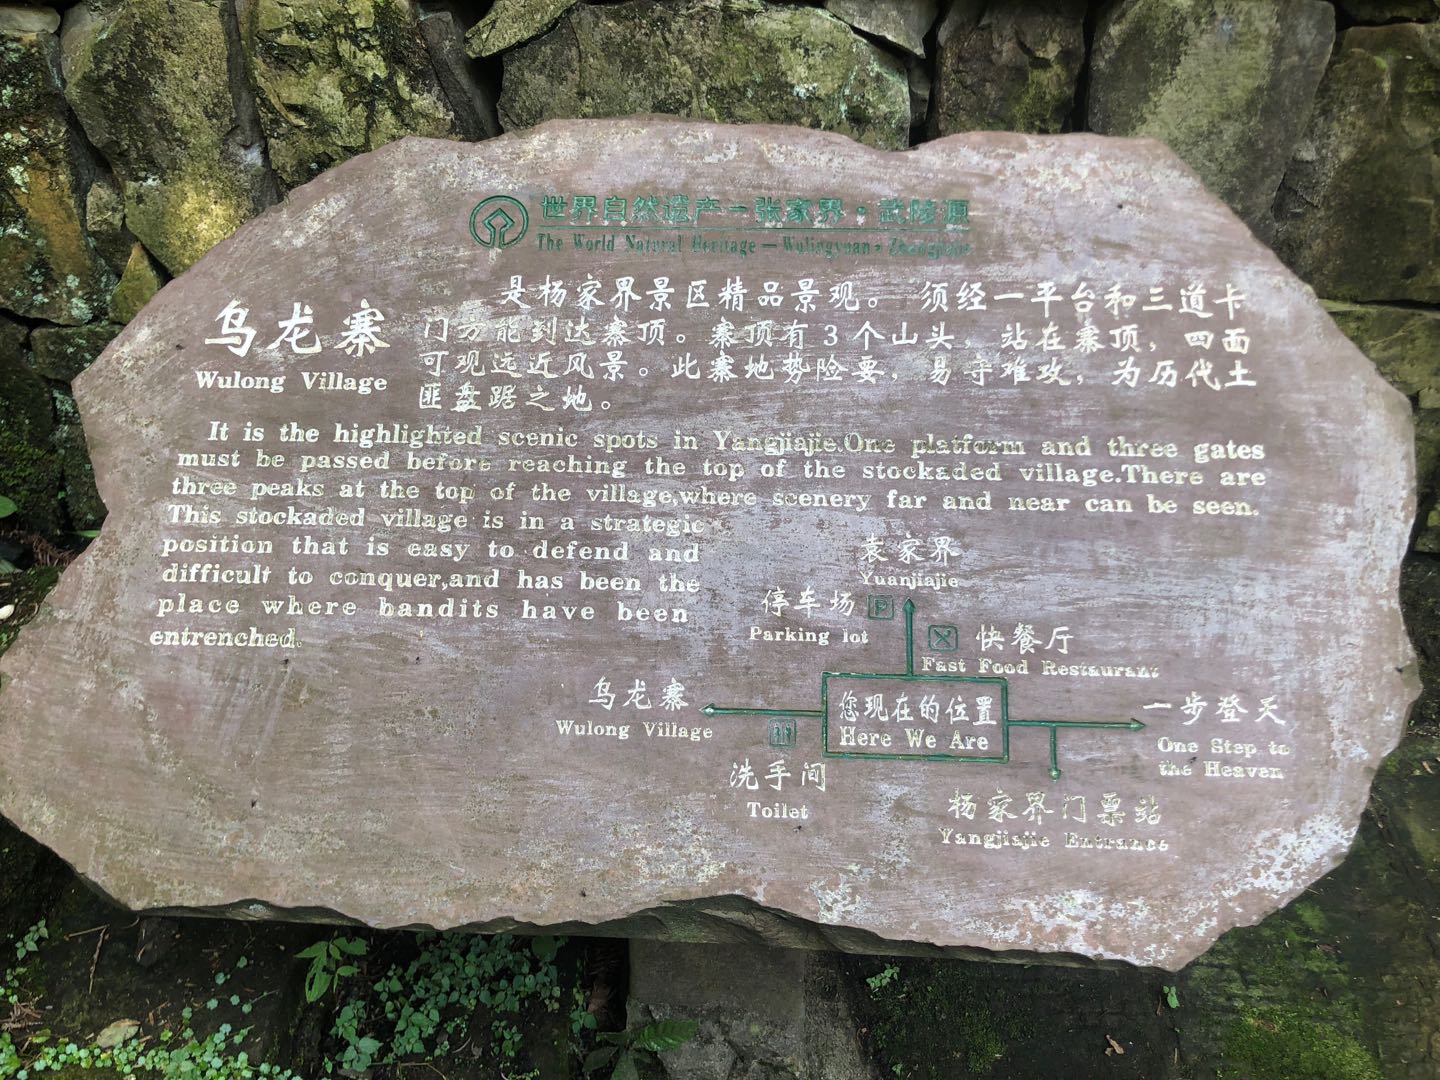 世界自然遗产－张家界·武陵源
The World Natural Heritage — Wulingyuan · Zhangjiajie
乌龙寨
Wulong Village
是杨家界景区精品景观。须经一平台和三道卡
门方能到达寨顶。寨顶有3个山头，站在寨顶，四面
可观远近风景。此寨地势险要，易守难攻，为历代土
匪盘踞之地。
It is the highlighted scenic spots in Yangjiajie.One platform and three gates
must be passed before reaching the top of the stockaded village.There are
three peaks at the top of the village,where scenery far and near can be seen.
This stockaded village is in a strategic
position that is easy to defend and
difficult to conquer,and has been the
place where bandits have been
entrenched.
袁家界
Yuanjiajie
停车场 P
Parking lot
快餐厅
Fast Food Restaurant
乌龙寨
Wulong Village
您现在的位置
Here We Are
一步登天
One Step to
the Heaven
洗手间
Toilet
杨家界门票站
Yangjiajie Entrance